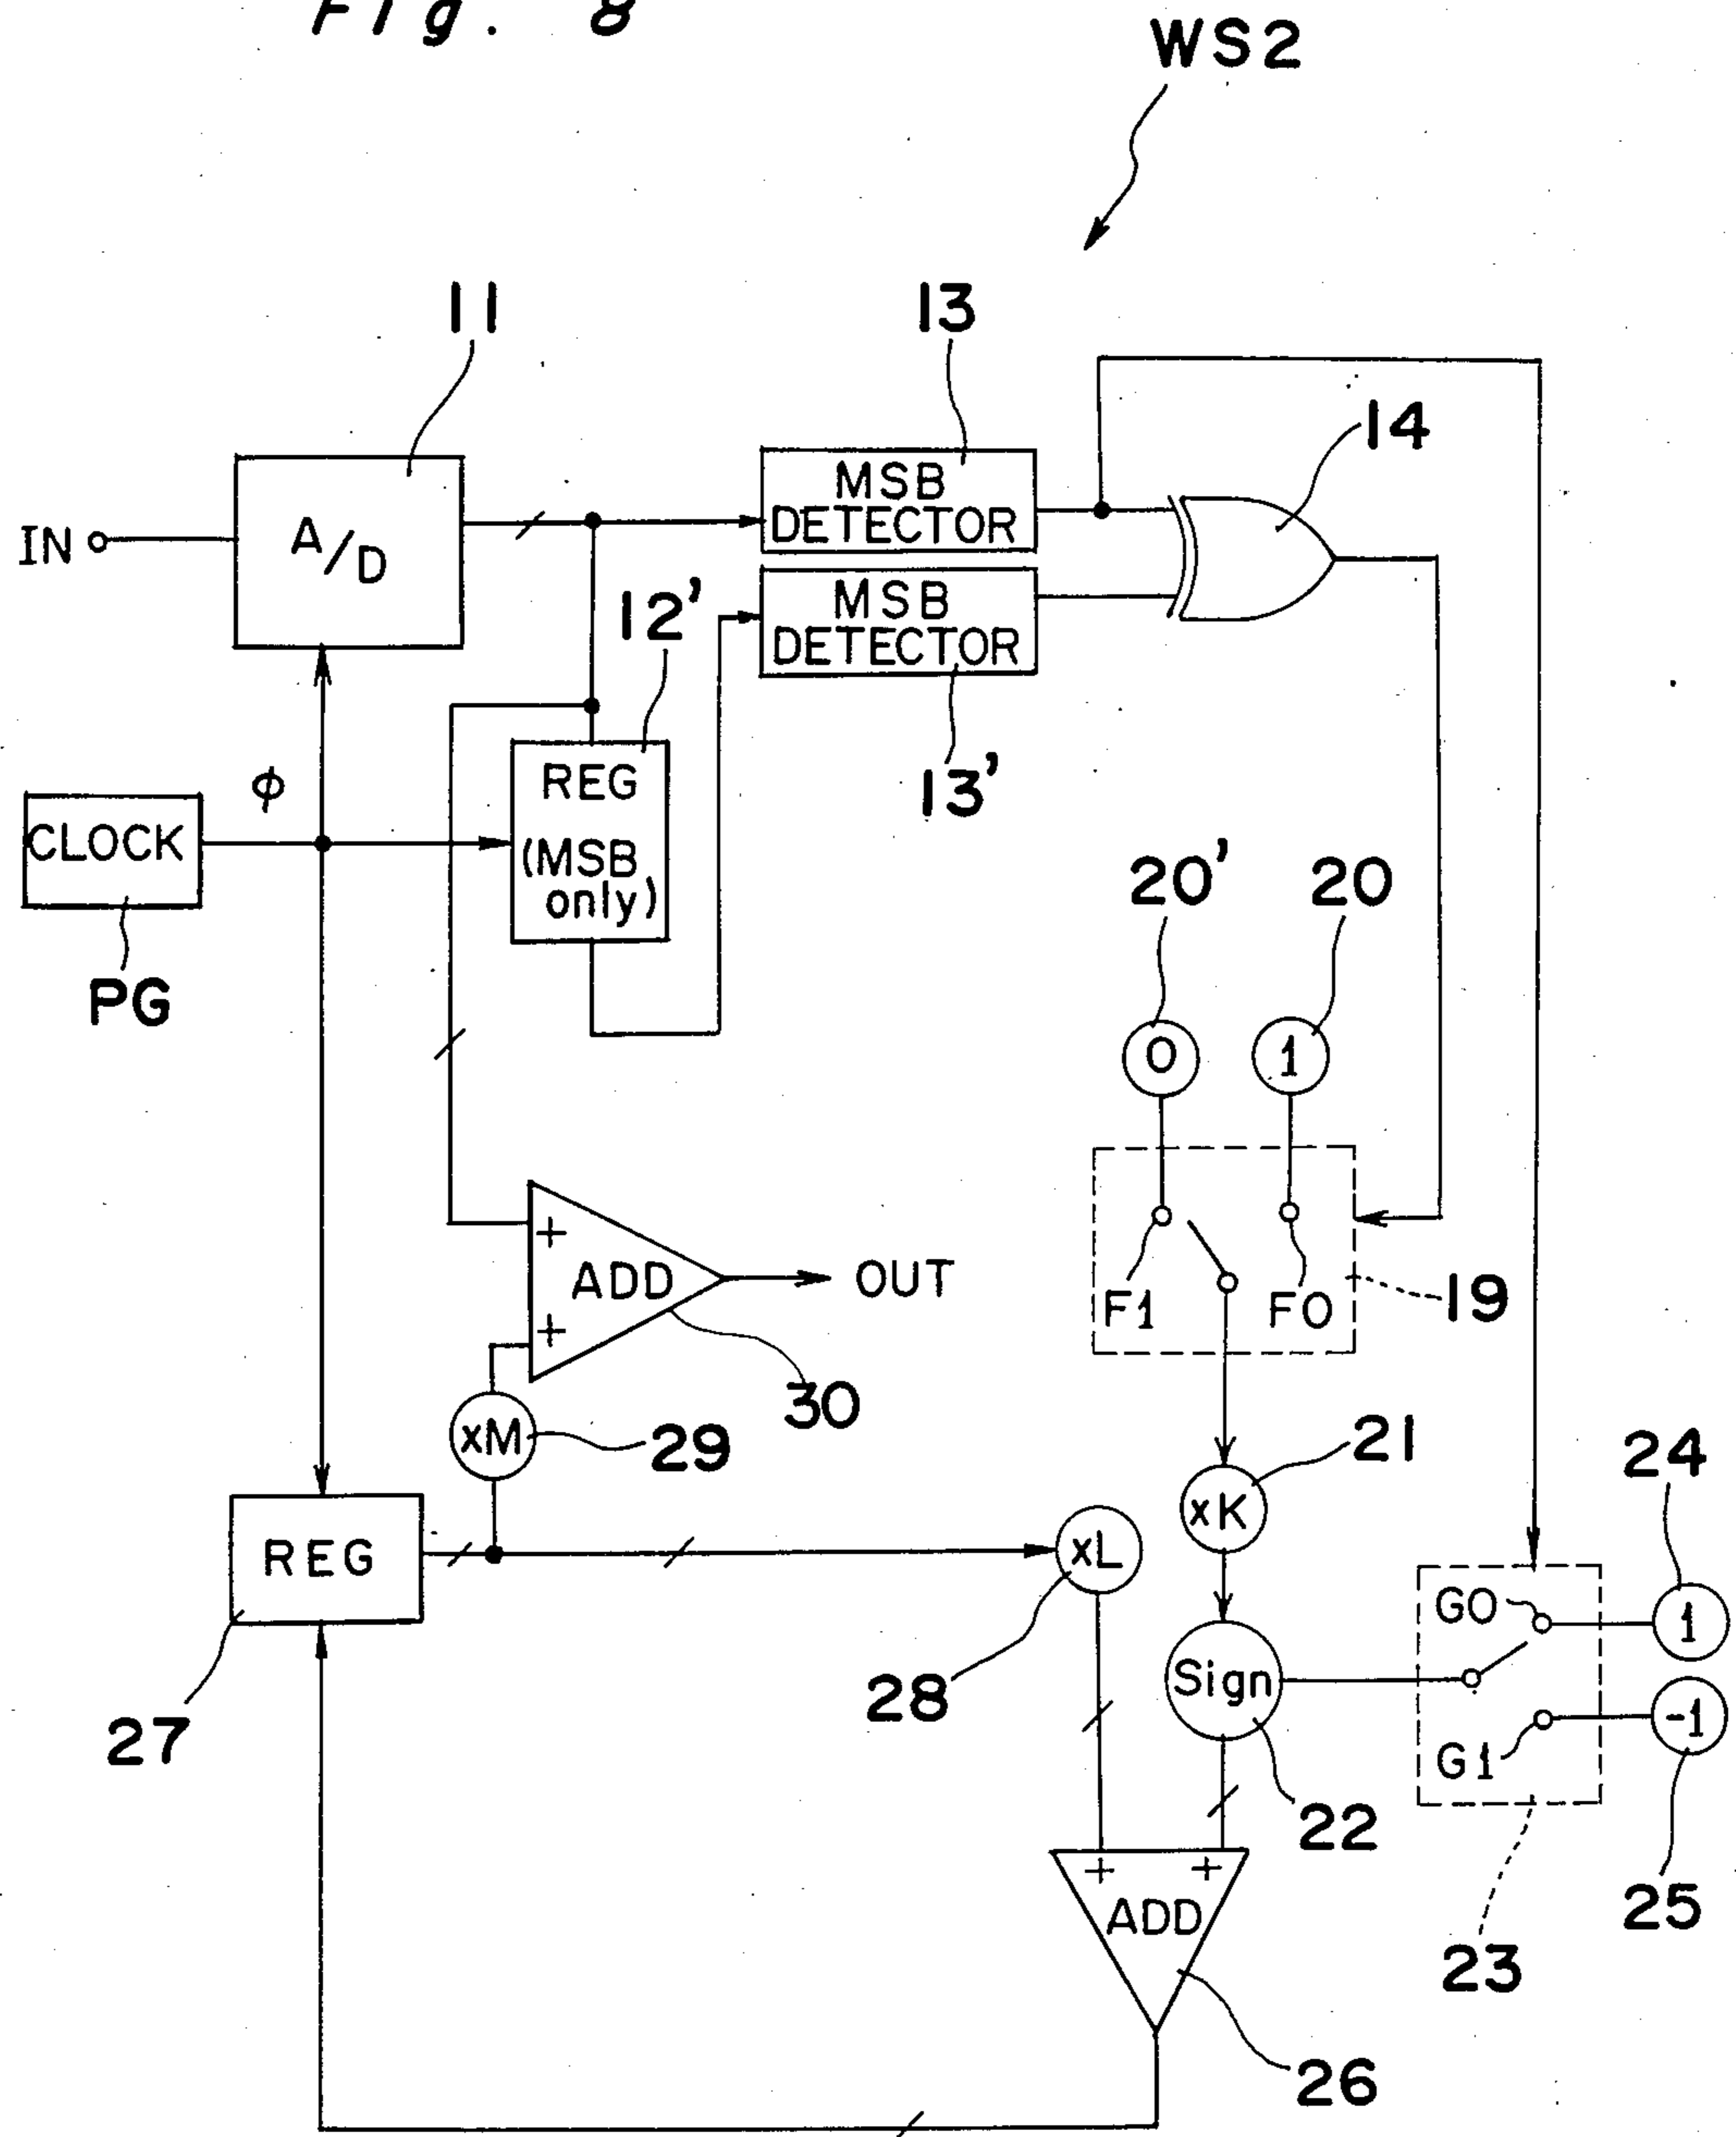 Fig. 8
WS2
11
13
14
IN
A/D
MSB
DETECTOR
12'
MSB
DETECTOR
13'
φ
CLOCK
PG
REG
(MSB
only)
20'
20
0
1
F1
F0
19
+
ADD
+
OUT
30
xM
29
21
xK
24
REG
27
xL
28
Sign
22
G0
1
G1
-1
25
23
+
+
ADD
26